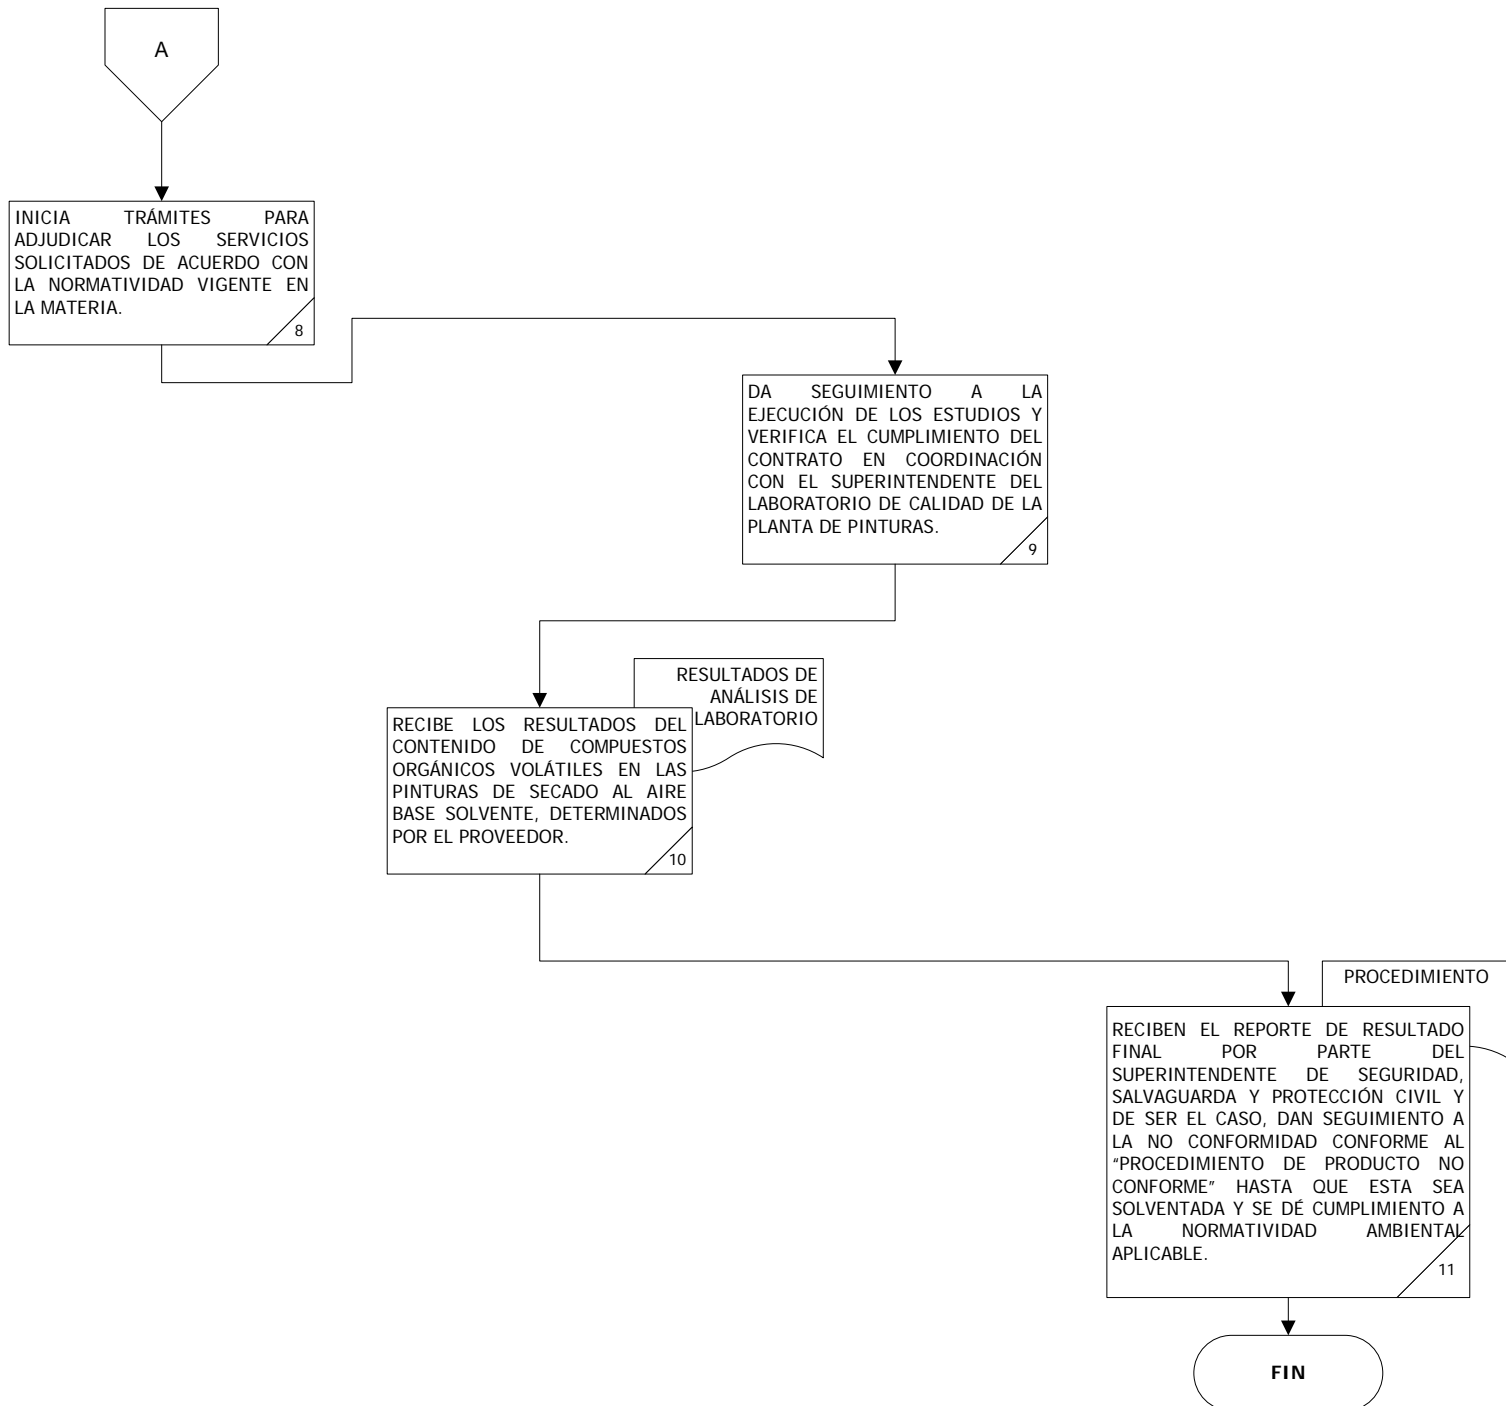 A
INICIA TRÁMITES PARA
ADJUDICAR LOS SERVICIOS
SOLICITADOS DE ACUERDO CON
LA NORMATIVIDAD VIGENTE EN
LA MATERIA.
8
DA SEGUIMIENTO A LA
EJECUCIÓN DE LOS ESTUDIOS Y
VERIFICA EL CUMPLIMIENTO DEL
CONTRATO EN COORDINACIÓN
CON EL SUPERINTENDENTE DEL
LABORATORIO DE CALIDAD DE LA
PLANTA DE PINTURAS.
9
RESULTADOS DE
ANÁLISIS DE
LABORATORIO
RECIBE LOS RESULTADOS DEL
CONTENIDO DE COMPUESTOS
ORGÁNICOS VOLÁTILES EN LAS
PINTURAS DE SECADO AL AIRE
BASE SOLVENTE, DETERMINADOS
POR EL PROVEEDOR.
10
PROCEDIMIENTO
RECIBEN EL REPORTE DE RESULTADO
FINAL POR PARTE DEL
SUPERINTENDENTE DE SEGURIDAD,
SALVAGUARDA Y PROTECCIÓN CIVIL Y
DE SER EL CASO, DAN SEGUIMIENTO A
LA NO CONFORMIDAD CONFORME AL
"PROCEDIMIENTO DE PRODUCTO NO
CONFORME" HASTA QUE ESTA SEA
SOLVENTADA Y SE DÉ CUMPLIMIENTO A
LA NORMATIVIDAD AMBIENTAL
APLICABLE.
11
FIN